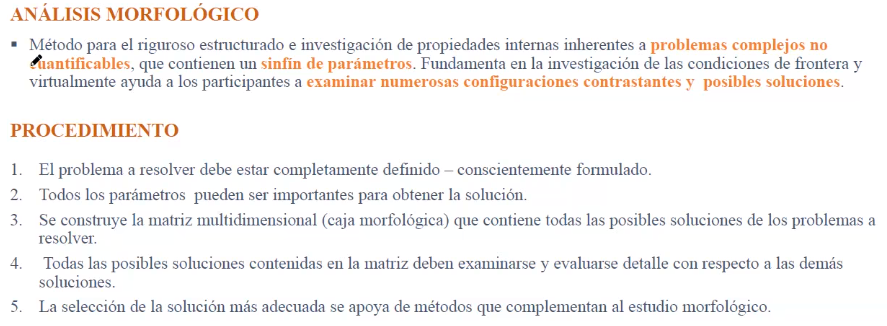 ANÁLISIS MORFOLÓGICO
▪ Método para el riguroso estructurado e investigación de propiedades internas inherentes a problemas complejos no
cuantificables, que contienen un sinfín de parámetros. Fundamenta en la investigación de las condiciones de frontera y
virtualmente ayuda a los participantes a examinar numerosas configuraciones contrastantes y posibles soluciones.
PROCEDIMIENTO
1. El problema a resolver debe estar completamente definido – conscientemente formulado.
2. Todos los parámetros pueden ser importantes para obtener la solución.
3. Se construye la matriz multidimensional (caja morfológica) que contiene todas las posibles soluciones de los problemas a
resolver.
4. Todas las posibles soluciones contenidas en la matriz deben examinarse y evaluarse detalle con respecto a las demás
soluciones.
5. La selección de la solución más adecuada se apoya de métodos que complementan al estudio morfológico.